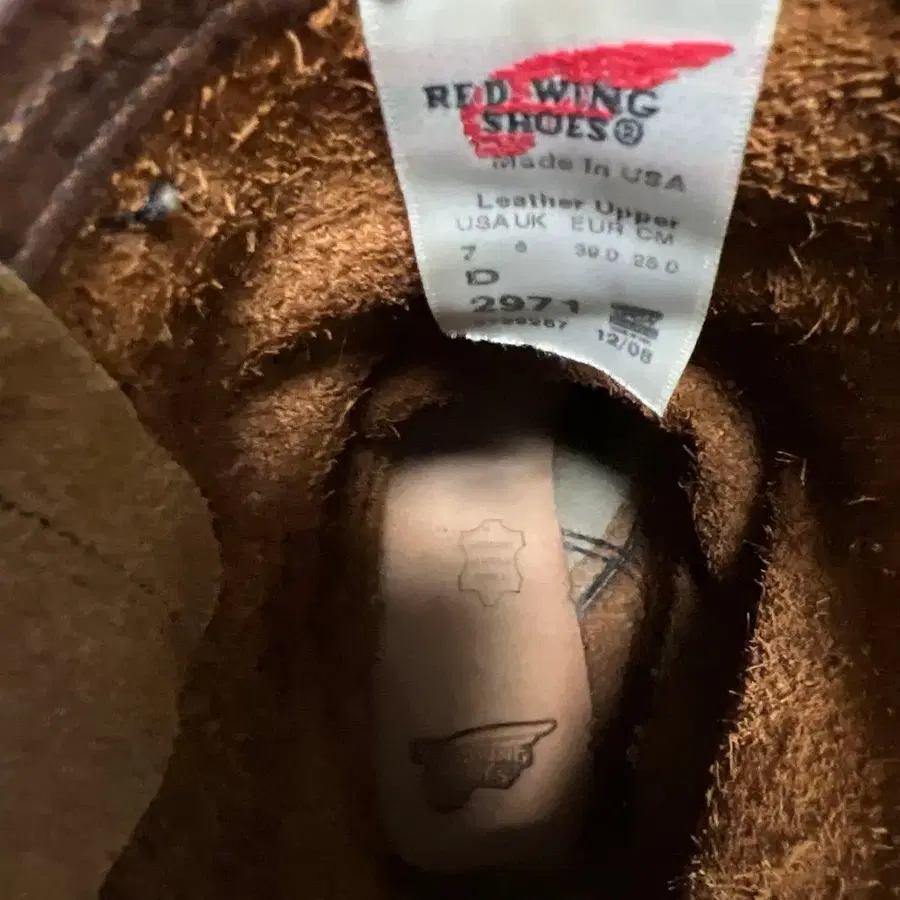 RED WING
SHOES®
Made In USA
Leather Upper
USA UK EUR CM
7 6 39.0 25.0
D
2971
12/08